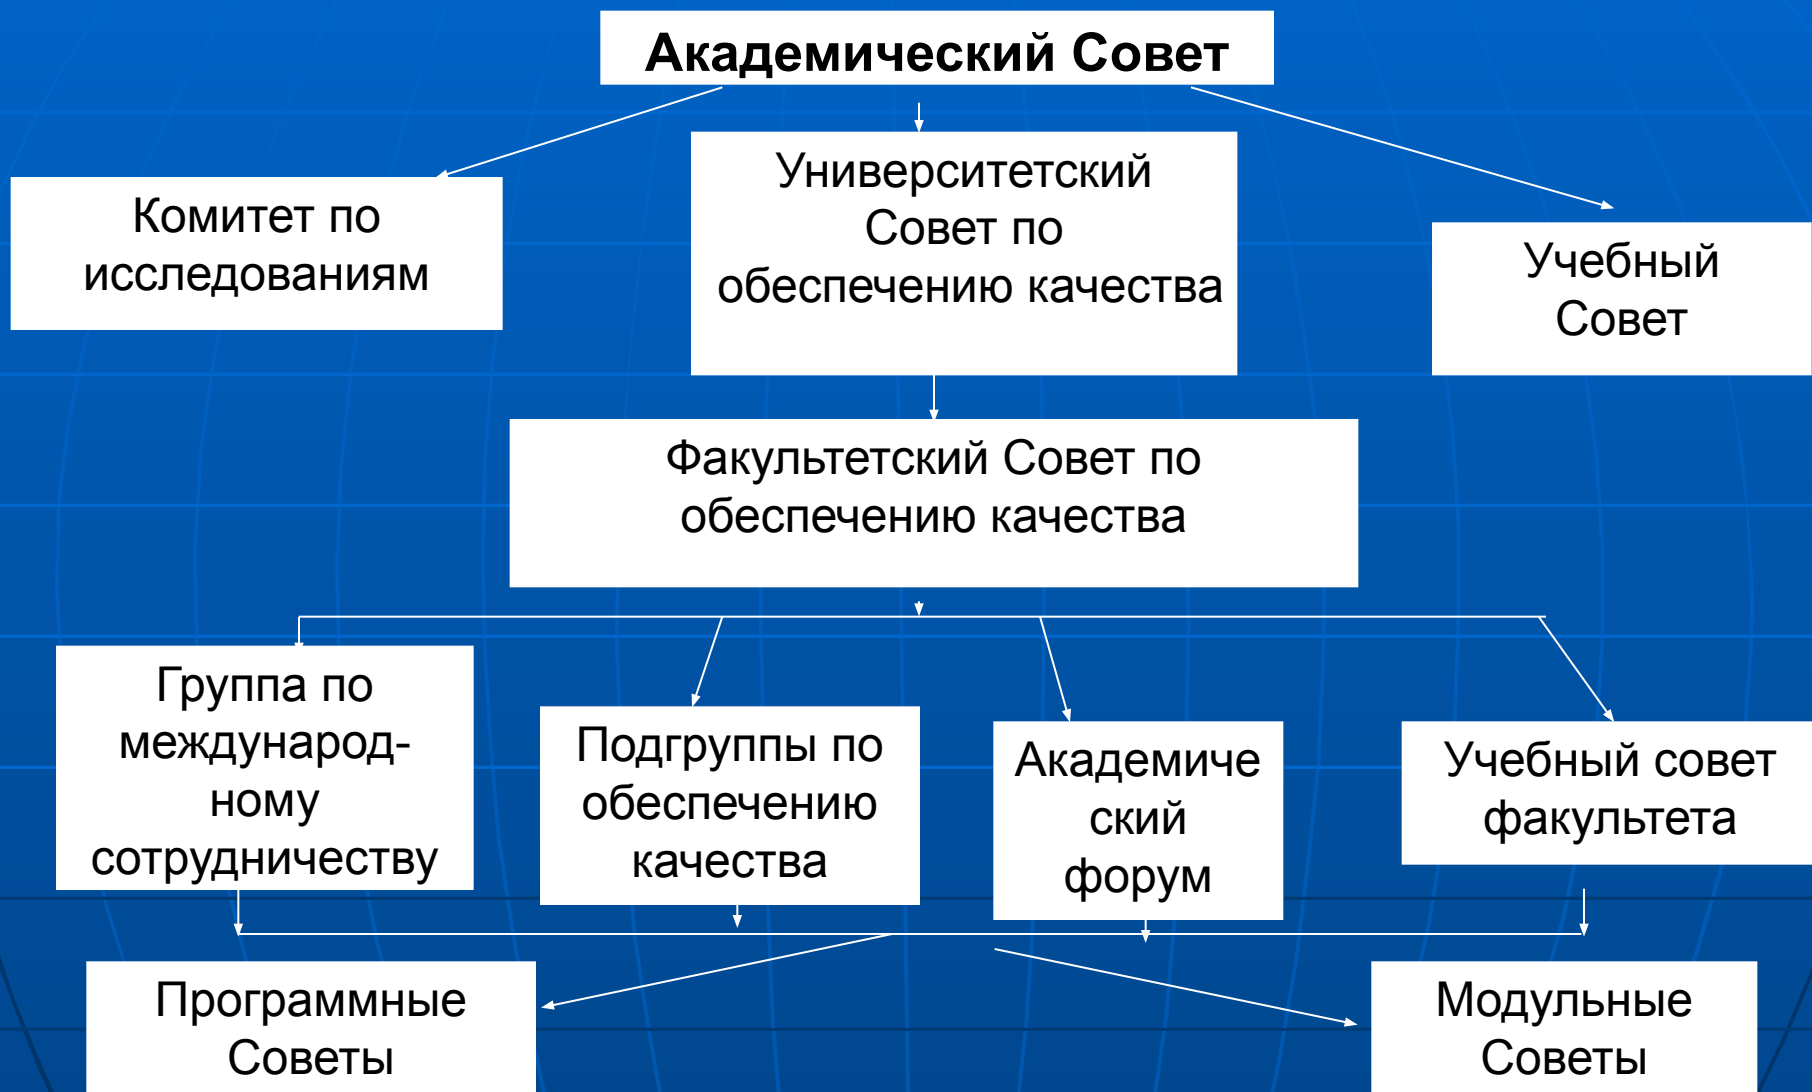 Академический Совет
Комитет по
исследованиям
Университетский
Совет по
обеспечению качества
Учебный
Совет
Факультетский Совет по
обеспечению качества
Группа по
международ-
ному
сотрудничеству
Подгруппы по
обеспечению
качества
Академиче
ский
форум
Учебный совет
факультета
Программные
Советы
Модульные
Советы